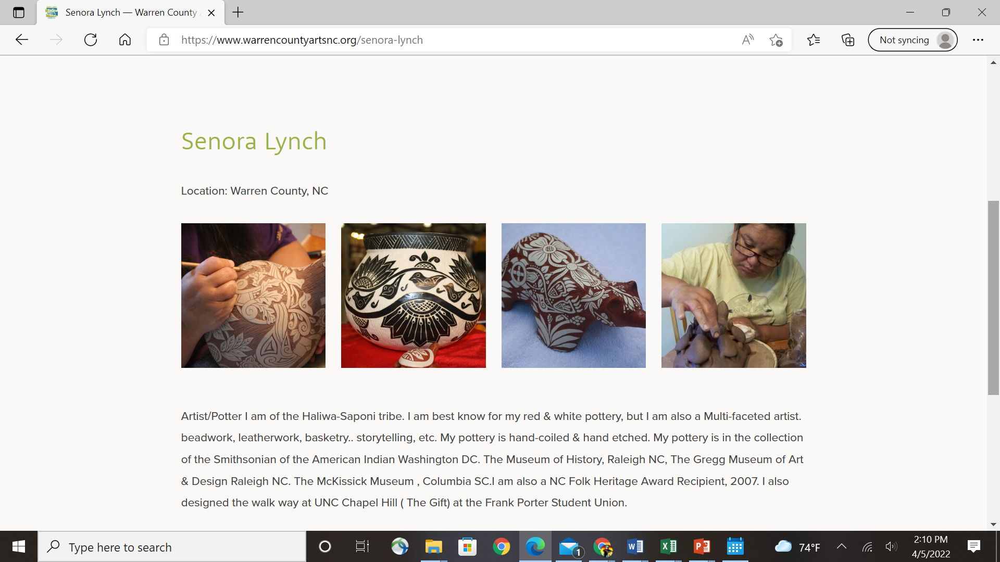 Senora Lynch — Warren County
https://www.warrencountyartsnc.org/senora-lynch
Not syncing
Senora Lynch
Location: Warren County, NC
Artist/Potter I am of the Haliwa-Saponi tribe. I am best know for my red & white pottery, but I am also a Multi-faceted artist.
beadwork, leatherwork, basketry.. storytelling, etc. My pottery is hand-coiled & hand etched. My pottery is in the collection
of the Smithsonian of the American Indian Washington DC. The Museum of History, Raleigh NC, The Gregg Museum of Art
& Design Raleigh NC. The McKissick Museum , Columbia SC.I am also a NC Folk Heritage Award Recipient, 2007. I also
designed the walk way at UNC Chapel Hill ( The Gift) at the Frank Porter Student Union.
Type here to search
1
74°F
2:10 PM
4/5/2022